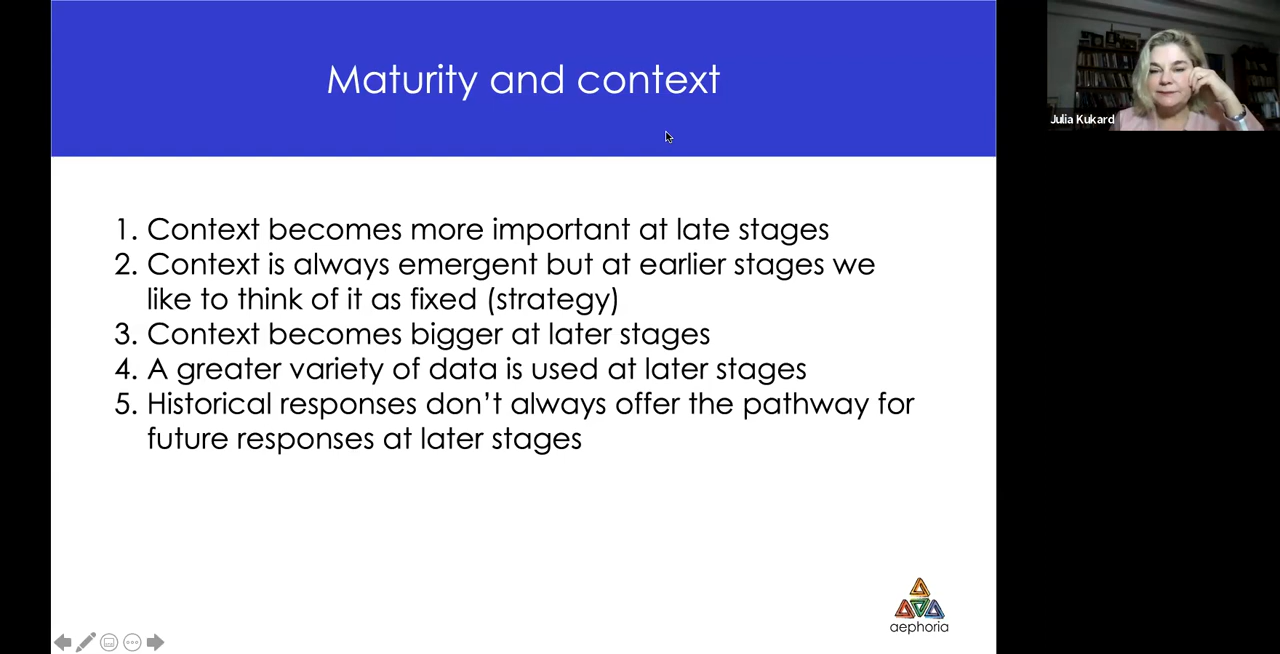 Maturity and context
Julia Kukard
1. Context becomes more important at late stages
2. Context is always emergent but at earlier stages we
like to think of it as fixed (strategy)
3. Context becomes bigger at later stages
4. A greater variety of data is used at later stages
5. Historical responses don’t always offer the pathway for
future responses at later stages
aephoria